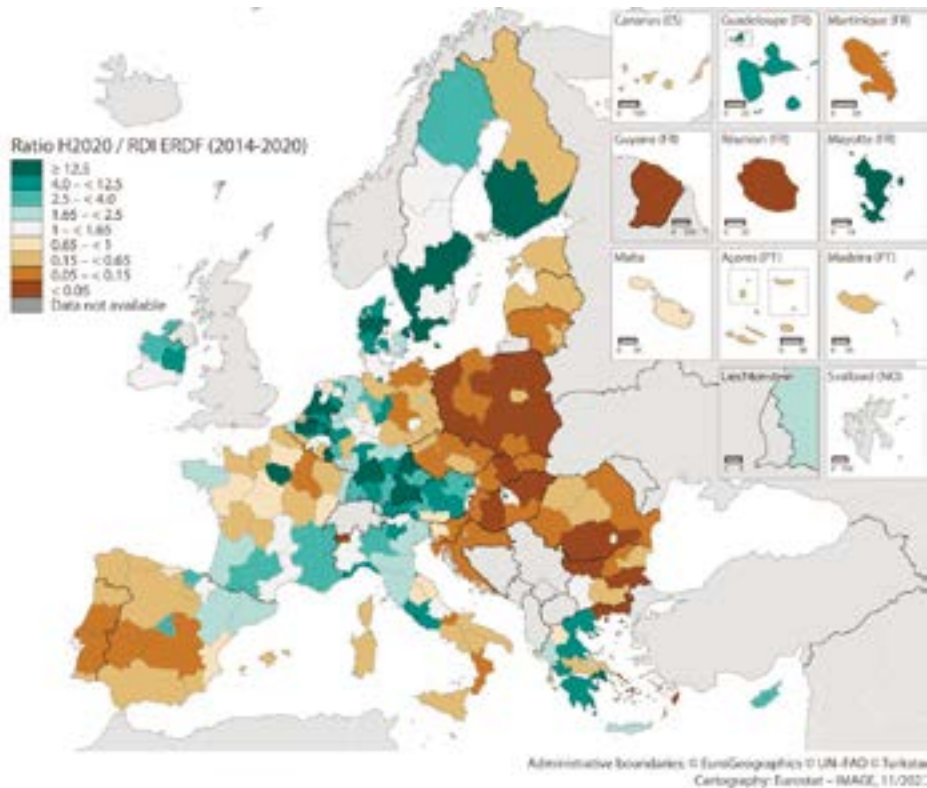 Canarias (ES)
Guadeloupe (FR)
Martinique (FR)
Ratio H2020 / RDI ERDF (2014-2020)
≥ 12.5
4.0 – < 12.5
2.5 – < 4.0
1.65 – < 2.5
1 – < 1.65
0.65 – < 1
0.15 – < 0.65
0.05 – < 0.15
< 0.05
Data not available
Guyane (FR)
Réunion (FR)
Mayotte (FR)
Malta
Açores (PT)
Madeira (PT)
Liechtenstein
Svalbard (NO)
Administrative boundaries: © EuroGeographics © UN-FAO © Turkstat
Cartography: Eurostat – IMAGE, 11/202